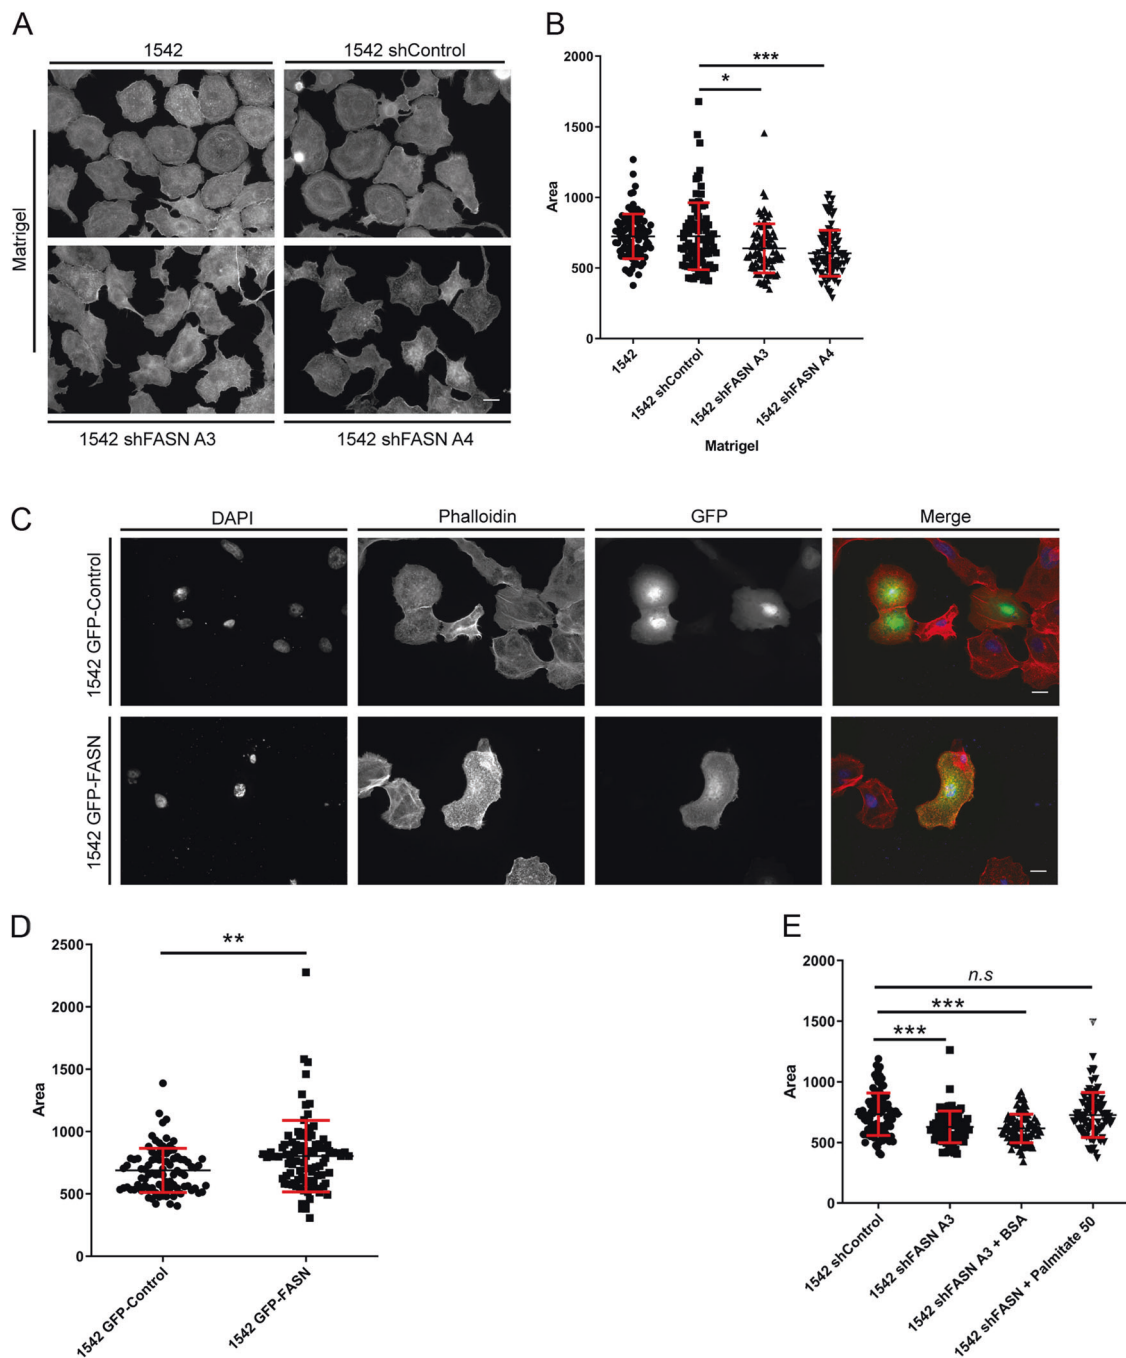 A
1542
1542 shControl
Matrigel
1542 shFASN A3
1542 shFASN A4
B
***
*
2000
1500
1000
500
0
Area
1542
1542 shControl
1542 shFASN A3
1542 shFASN A4
Matrigel
C
DAPI
Phalloidin
GFP
Merge
1542 GFP-Control
1542 GFP-FASN
D
**
2500
2000
1500
1000
500
0
Area
1542 GFP-Control
1542 GFP-FASN
E
n.s
***
***
2000
1500
1000
500
0
Area
1542 shControl
1542 shFASN A3
1542 shFASN A3 + BSA
1542 shFASN + Palmitate 50